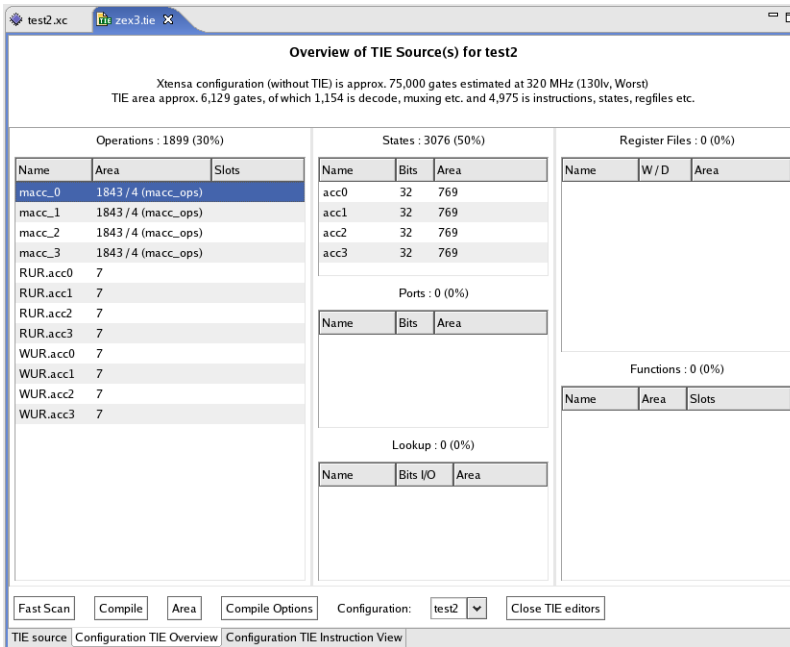 test2.xc zex3.tie
Overview of TIE Source(s) for test2
Xtensa configuration (without TIE) is approx. 75,000 gates estimated at 320 MHz (130lv, Worst)
TIE area approx. 6,129 gates, of which 1,154 is decode, muxing etc. and 4,975 is instructions, states, regfiles etc.
Operations : 1899 (30%)
Name Area Slots
macc_0 1843 / 4 (macc_ops)
macc_1 1843 / 4 (macc_ops)
macc_2 1843 / 4 (macc_ops)
macc_3 1843 / 4 (macc_ops)
RUR.acc0 7
RUR.acc1 7
RUR.acc2 7
RUR.acc3 7
WUR.acc0 7
WUR.acc1 7
WUR.acc2 7
WUR.acc3 7
States : 3076 (50%)
Name Bits Area
acc0 32 769
acc1 32 769
acc2 32 769
acc3 32 769
Ports : 0 (0%)
Name Bits Area
Lookup : 0 (0%)
Name Bits I/O Area
Register Files : 0 (0%)
Name W / D Area
Functions : 0 (0%)
Name Area Slots
Fast Scan Compile Area Compile Options Configuration: test2 Close TIE editors
TIE source Configuration TIE Overview Configuration TIE Instruction View